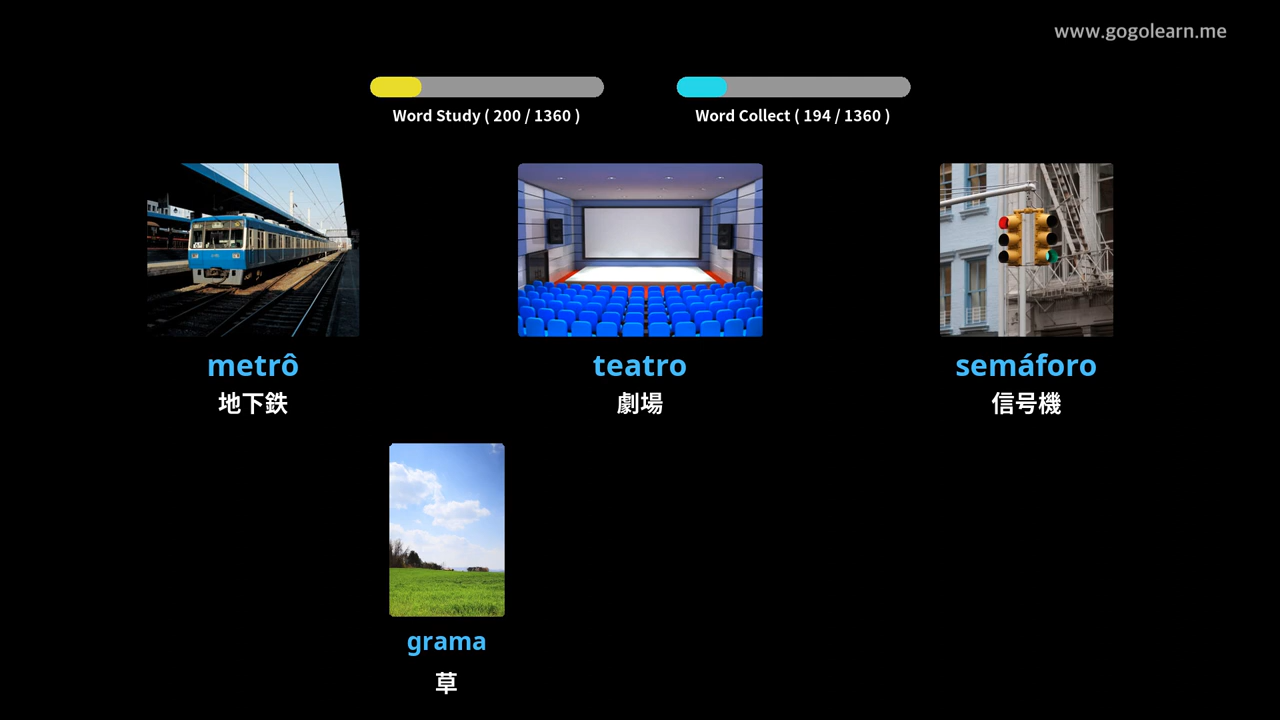 www.gogolearn.me
Word Study ( 200 / 1360 )
Word Collect ( 194 / 1360 )
metrô
地下鉄
teatro
劇場
semáforo
信号機
grama
草